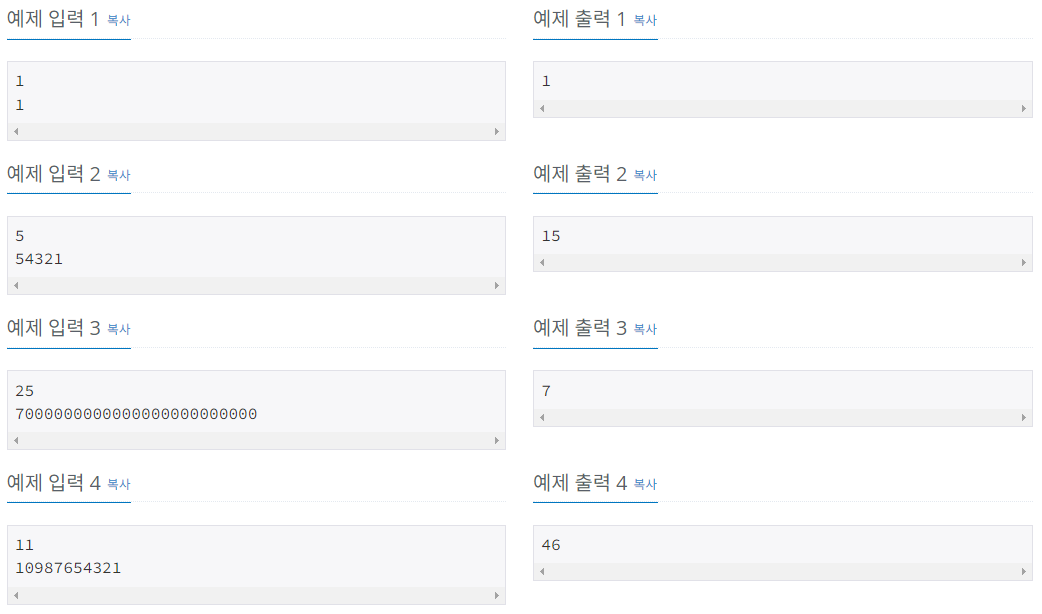 예제 입력 1 복사
예제 출력 1 복사
1
1
1
예제 입력 2 복사
예제 출력 2 복사
5
54321
15
예제 입력 3 복사
예제 출력 3 복사
25
7000000000000000000000000
7
예제 입력 4 복사
예제 출력 4 복사
11
10987654321
46